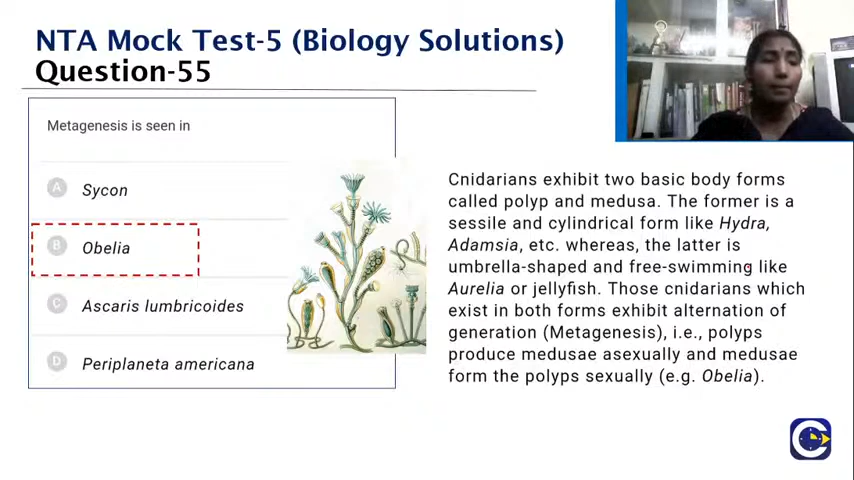 NTA Mock Test-5 (Biology Solutions)
Question-55
Metagenesis is seen in
A Sycon
B Obelia
C Ascaris lumbricoides
D Periplaneta americana
Cnidarians exhibit two basic body forms
called polyp and medusa. The former is a
sessile and cylindrical form like Hydra,
Adamsia, etc. whereas, the latter is
umbrella-shaped and free-swimming like
Aurelia or jellyfish. Those cnidarians which
exist in both forms exhibit alternation of
generation (Metagenesis), i.e., polyps
produce medusae asexually and medusae
form the polyps sexually (e.g. Obelia).